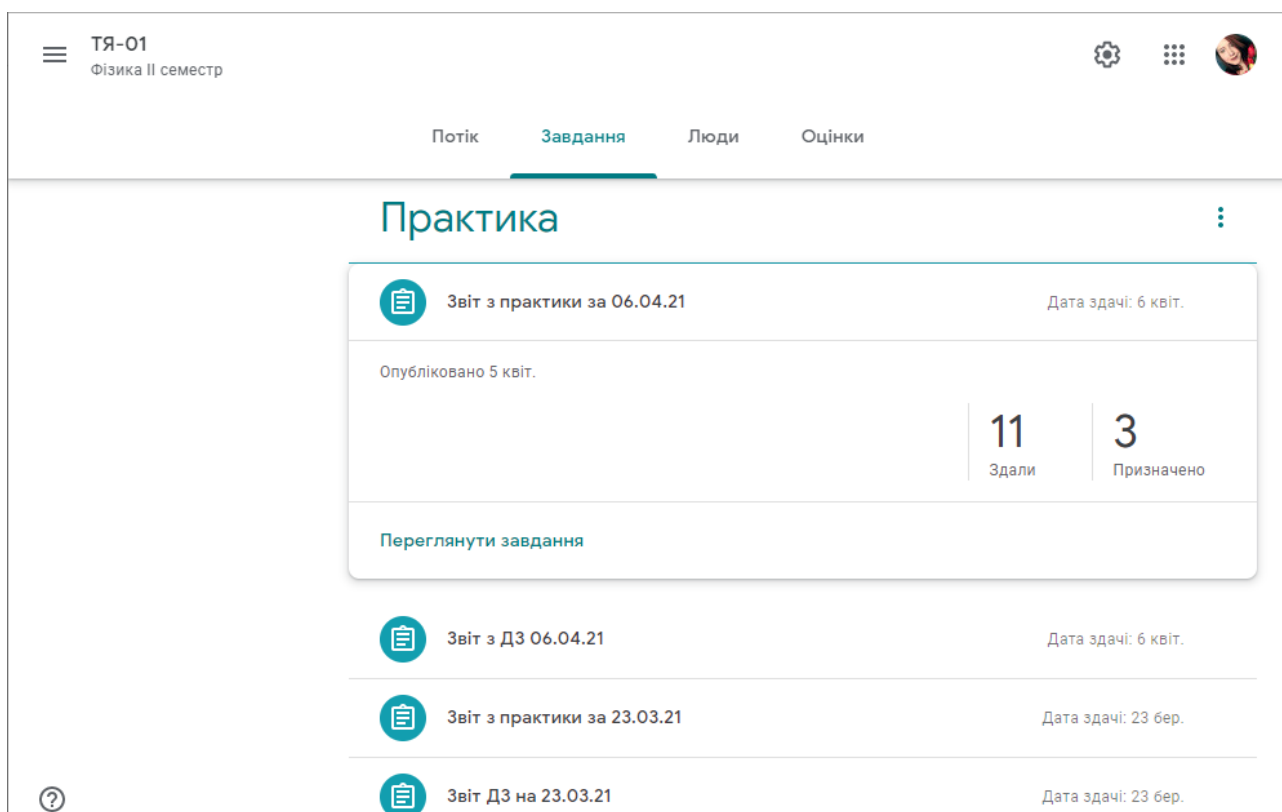 ТЯ-01
Фізика II семестр
Потік Завдання Люди Оцінки
Практика
Звіт з практики за 06.04.21 Дата здачі: 6 квіт.
Опубліковано 5 квіт.
11 3
Здали Призначено
Переглянути завдання
Звіт з ДЗ 06.04.21 Дата здачі: 6 квіт.
Звіт з практики за 23.03.21 Дата здачі: 23 бер.
Звіт ДЗ на 23.03.21 Дата здачі: 23 бер.